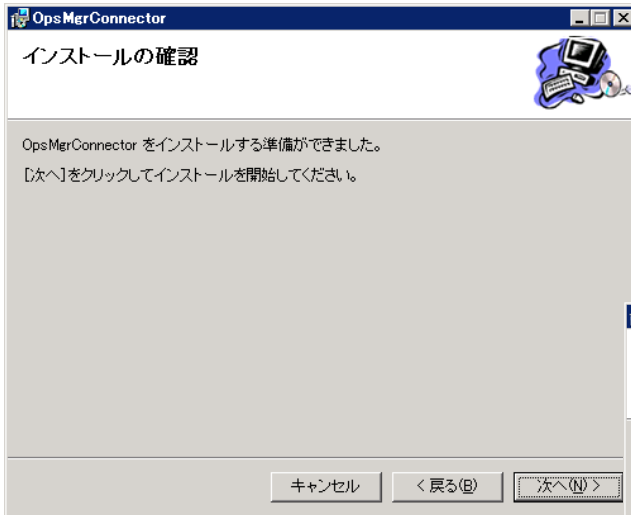 OpsMgrConnector
インストールの確認
OpsMgrConnector をインストールする準備ができました。
[次へ]をクリックしてインストールを開始してください。
キャンセル
< 戻る(B)
次へ(N) >